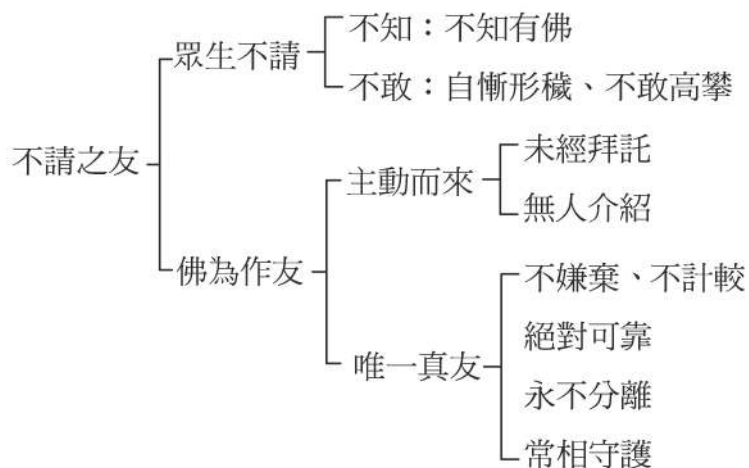 不請之友
眾生不請
不知：不知有佛
不敢：自慚形穢、不敢高攀
佛為作友
主動而來
未經拜託
無人介紹
唯一真友
不嫌棄、不計較
絕對可靠
永不分離
常相守護